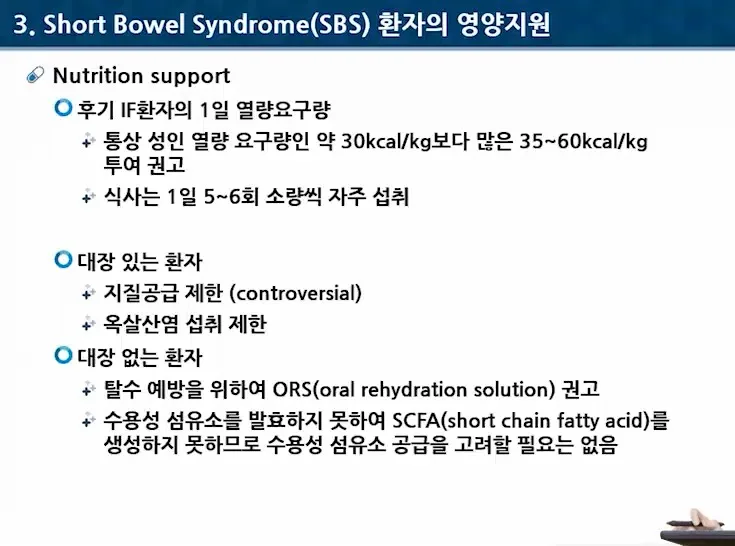 3. Short Bowel Syndrome(SBS) 환자의 영양지원
Nutrition support
후기 IF환자의 1일 열량요구량
통상 성인 열량 요구량인 약 30kcal/kg보다 많은 35~60kcal/kg
투여 권고
식사는 1일 5~6회 소량씩 자주 섭취
대장 있는 환자
지질공급 제한 (controversial)
옥살산염 섭취 제한
대장 없는 환자
탈수 예방을 위하여 ORS(oral rehydration solution) 권고
수용성 섬유소를 발효하지 못하여 SCFA(short chain fatty acid)를
생성하지 못하므로 수용성 섬유소 공급을 고려할 필요는 없음